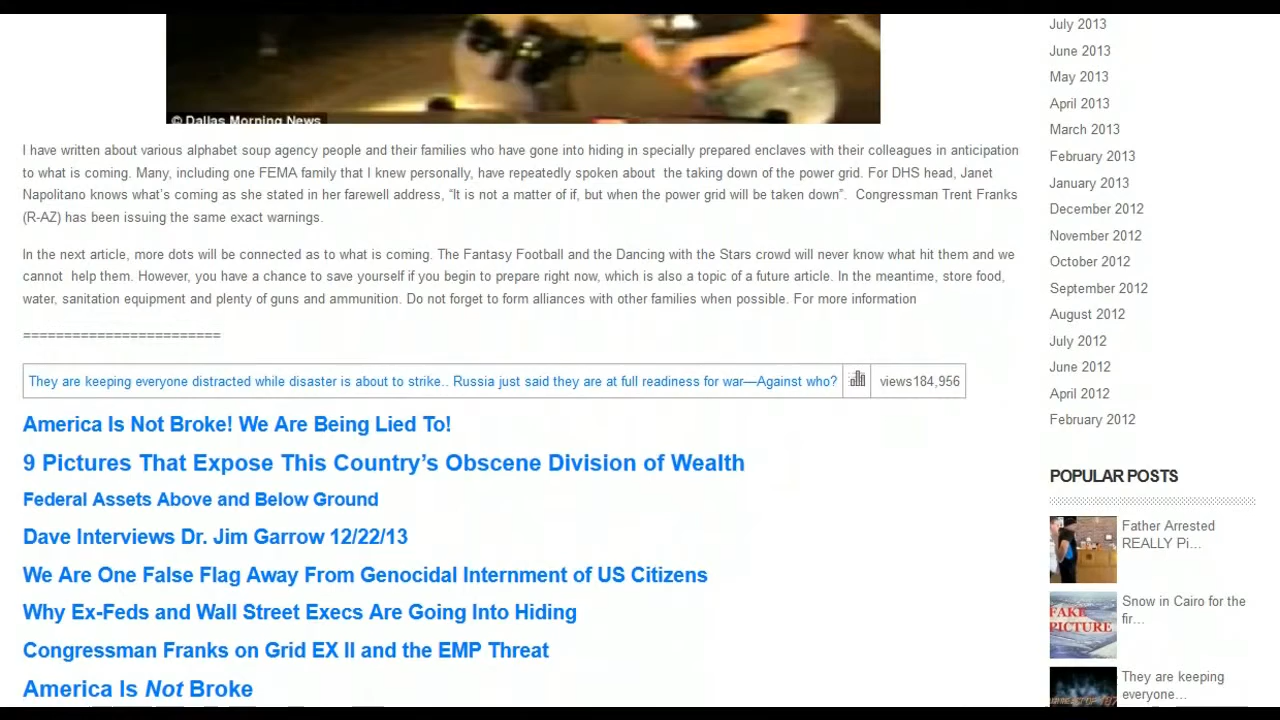 © Dallas Morning News
I have written about various alphabet soup agency people and their families who have gone into hiding in specially prepared enclaves with their colleagues in anticipation
to what is coming. Many, including one FEMA family that I knew personally, have repeatedly spoken about the taking down of the power grid. For DHS head, Janet
Napolitano knows what’s coming as she stated in her farewell address, “It is not a matter of if, but when the power grid will be taken down”. Congressman Trent Franks
(R-AZ) has been issuing the same exact warnings.
In the next article, more dots will be connected as to what is coming. The Fantasy Football and the Dancing with the Stars crowd will never know what hit them and we
cannot help them. However, you have a chance to save yourself if you begin to prepare right now, which is also a topic of a future article. In the meantime, store food,
water, sanitation equipment and plenty of guns and ammunition. Do not forget to form alliances with other families when possible. For more information
========================
They are keeping everyone distracted while disaster is about to strike.. Russia just said they are at full readiness for war—Against who? views184,956
America Is Not Broke! We Are Being Lied To!
9 Pictures That Expose This Country’s Obscene Division of Wealth
Federal Assets Above and Below Ground
Dave Interviews Dr. Jim Garrow 12/22/13
We Are One False Flag Away From Genocidal Internment of US Citizens
Why Ex-Feds and Wall Street Execs Are Going Into Hiding
Congressman Franks on Grid EX II and the EMP Threat
America Is Not Broke
July 2013
June 2013
May 2013
April 2013
March 2013
February 2013
January 2013
December 2012
November 2012
October 2012
September 2012
August 2012
July 2012
June 2012
April 2012
February 2012
POPULAR POSTS
Father Arrested
REALLY Pi...
FAKE
PICTURE
Snow in Cairo for the
fir...
They are keeping
everyone...